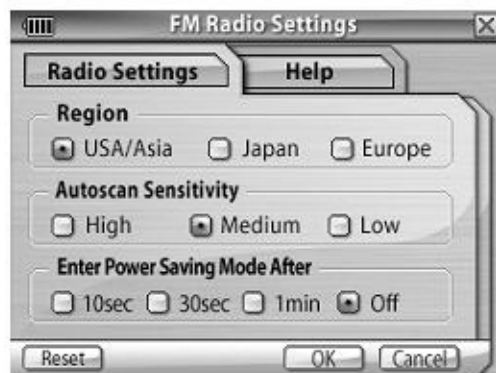 FM Radio Settings
Radio Settings Help
Region
USA/Asia Japan Europe
Autoscan Sensitivity
High Medium Low
Enter Power Saving Mode After
10sec 30sec 1min Off
Reset OK Cancel